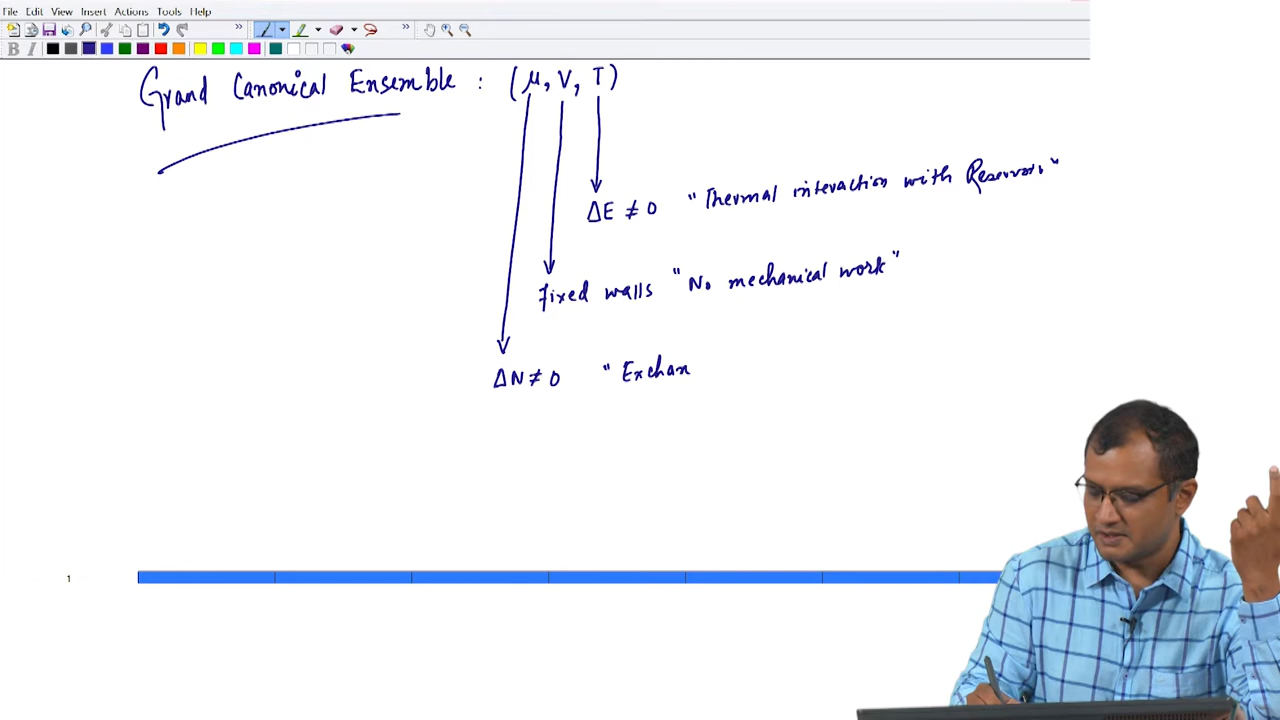 File Edit View Insert Actions Tools Help
B I
Grand Canonical Ensemble : (μ, V, T)
ΔE ≠ 0 "Thermal interaction with Reservoir"
Fixed walls "No mechanical work"
ΔN ≠ 0 "Exchan
1